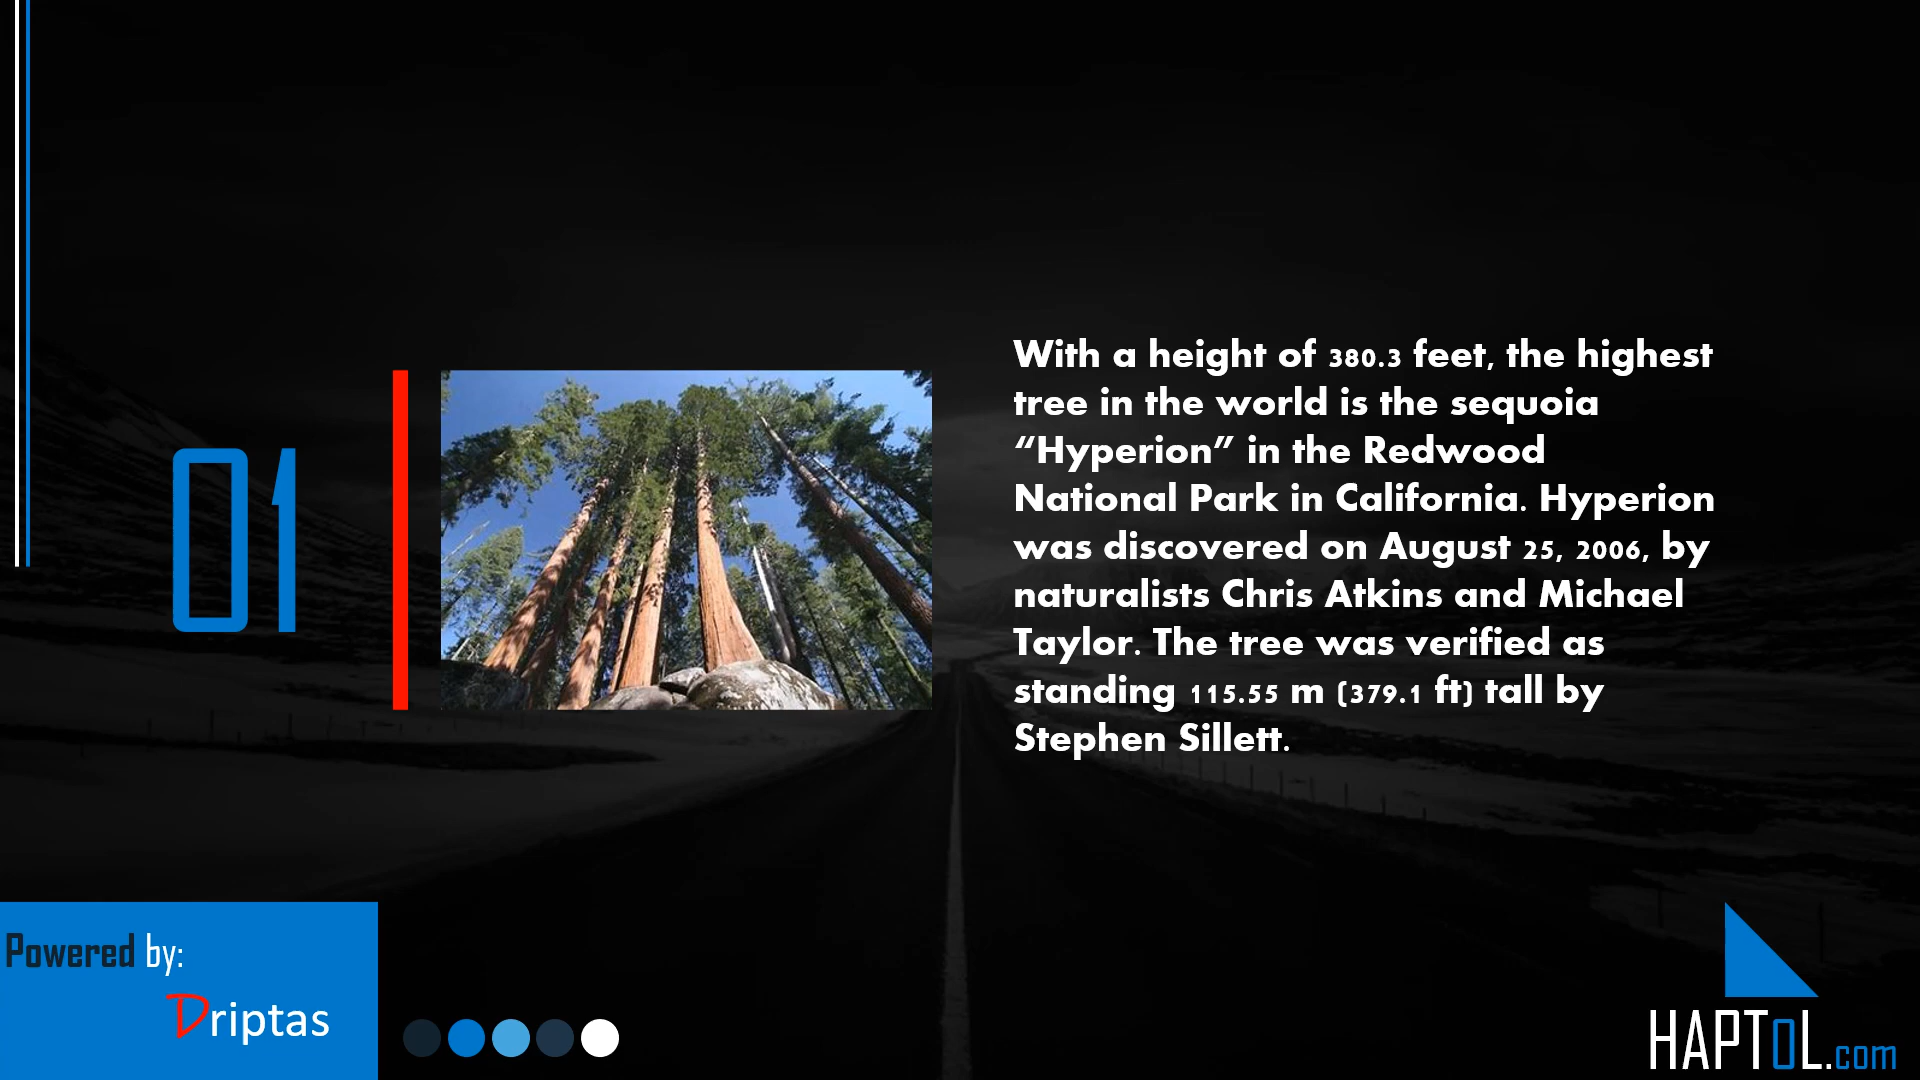 01
With a height of 380.3 feet, the highest
tree in the world is the sequoia
“Hyperion” in the Redwood
National Park in California. Hyperion
was discovered on August 25, 2006, by
naturalists Chris Atkins and Michael
Taylor. The tree was verified as
standing 115.55 m (379.1 ft) tall by
Stephen Sillett.
Powered by:
Driptas
HAPTOL.com